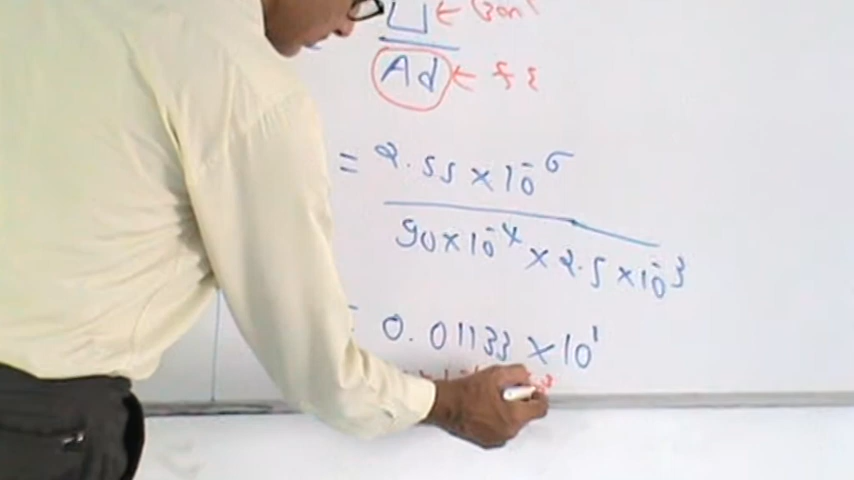 U ←
Ad ←
= 2.55 × 10⁻⁶
90 × 10⁻⁴ × 2.5 × 10⁻³
= 0.01133 × 10¹